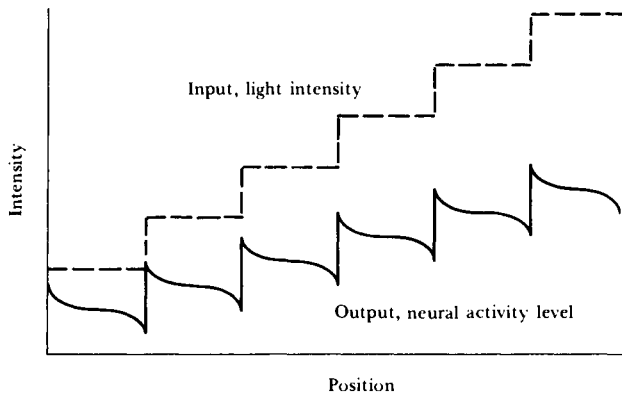 Input, light intensity
Intensity
Output, neural activity level
Position